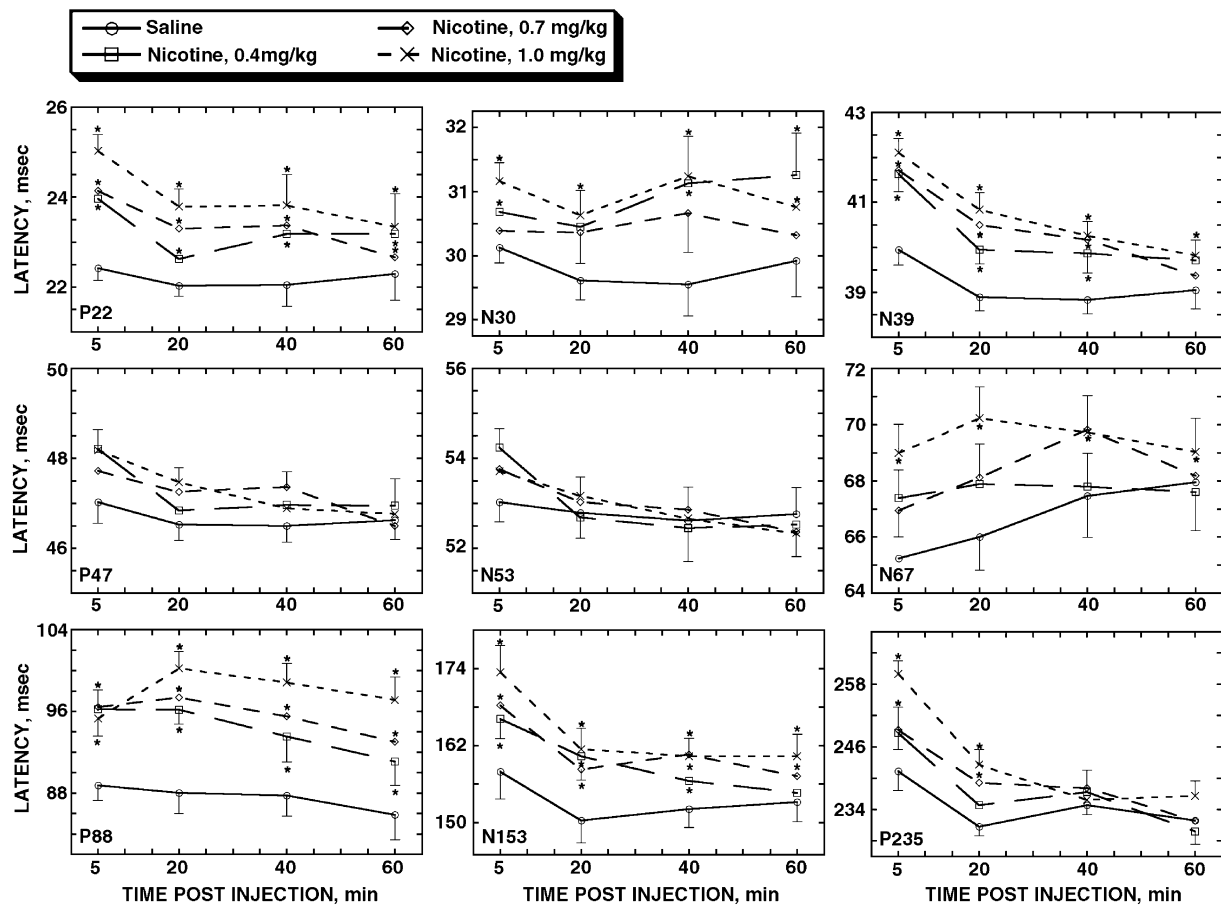 Saline Nicotine, 0.7 mg/kg
Nicotine, 0.4mg/kg Nicotine, 1.0 mg/kg
LATENCY, msec
26
24
22
P22
5 20 40 60
32
31
30
29
N30
5 20 40 60
43
41
39
N39
5 20 40 60
LATENCY, msec
50
48
46
P47
5 20 40 60
56
54
52
N53
5 20 40 60
72
70
68
66
64
N67
5 20 40 60
LATENCY, msec
104
96
88
P88
5 20 40 60
TIME POST INJECTION, min
174
162
150
N153
5 20 40 60
TIME POST INJECTION, min
258
246
234
P235
5 20 40 60
TIME POST INJECTION, min